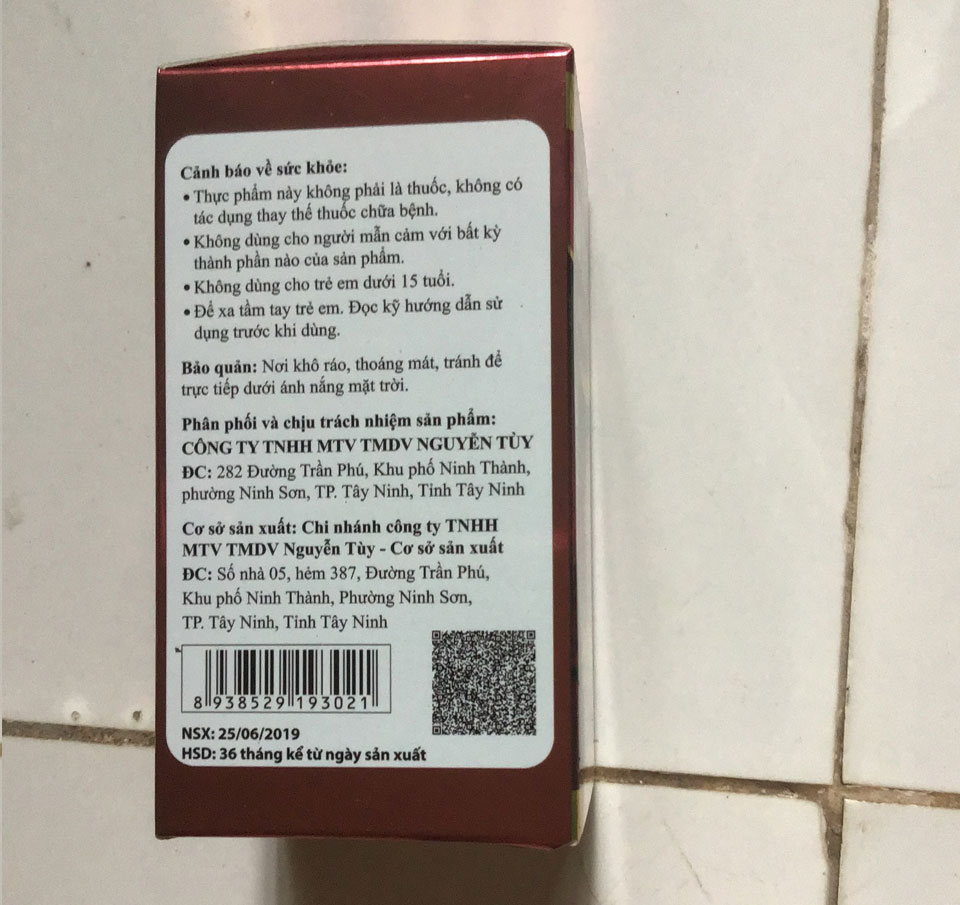 Cảnh báo về sức khỏe:
• Thực phẩm này không phải là thuốc, không có
tác dụng thay thế thuốc chữa bệnh.
• Không dùng cho người mẫn cảm với bất kỳ
thành phần nào của sản phẩm.
• Không dùng cho trẻ em dưới 15 tuổi.
• Để xa tầm tay trẻ em. Đọc kỹ hướng dẫn sử
dụng trước khi dùng.
Bảo quản: Nơi khô ráo, thoáng mát, tránh để
trực tiếp dưới ánh nắng mặt trời.
Phân phối và chịu trách nhiệm sản phẩm:
CÔNG TY TNHH MTV TMDV NGUYỄN TÙY
ĐC: 282 Đường Trần Phú, Khu phố Ninh Thành,
phường Ninh Sơn, TP. Tây Ninh, Tỉnh Tây Ninh
Cơ sở sản xuất: Chi nhánh công ty TNHH
MTV TMDV Nguyễn Tùy - Cơ sở sản xuất
ĐC: Số nhà 05, hẻm 387, Đường Trần Phú,
Khu phố Ninh Thành, Phường Ninh Sơn,
TP. Tây Ninh, Tỉnh Tây Ninh
8 938529 193021
NSX: 25/06/2019
HSD: 36 tháng kể từ ngày sản xuất